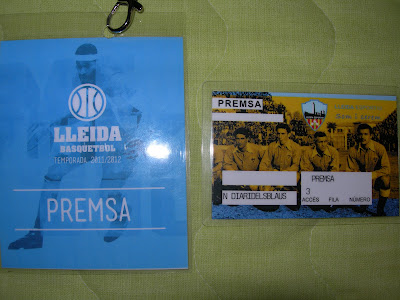 LLEIDA
BASQUETBOL
TEMPORADA 2011/2012
PREMSA
PREMSA
PREMSA
N DIARIDELSBLAUS
3
ACCÉS FILA NÚMERO